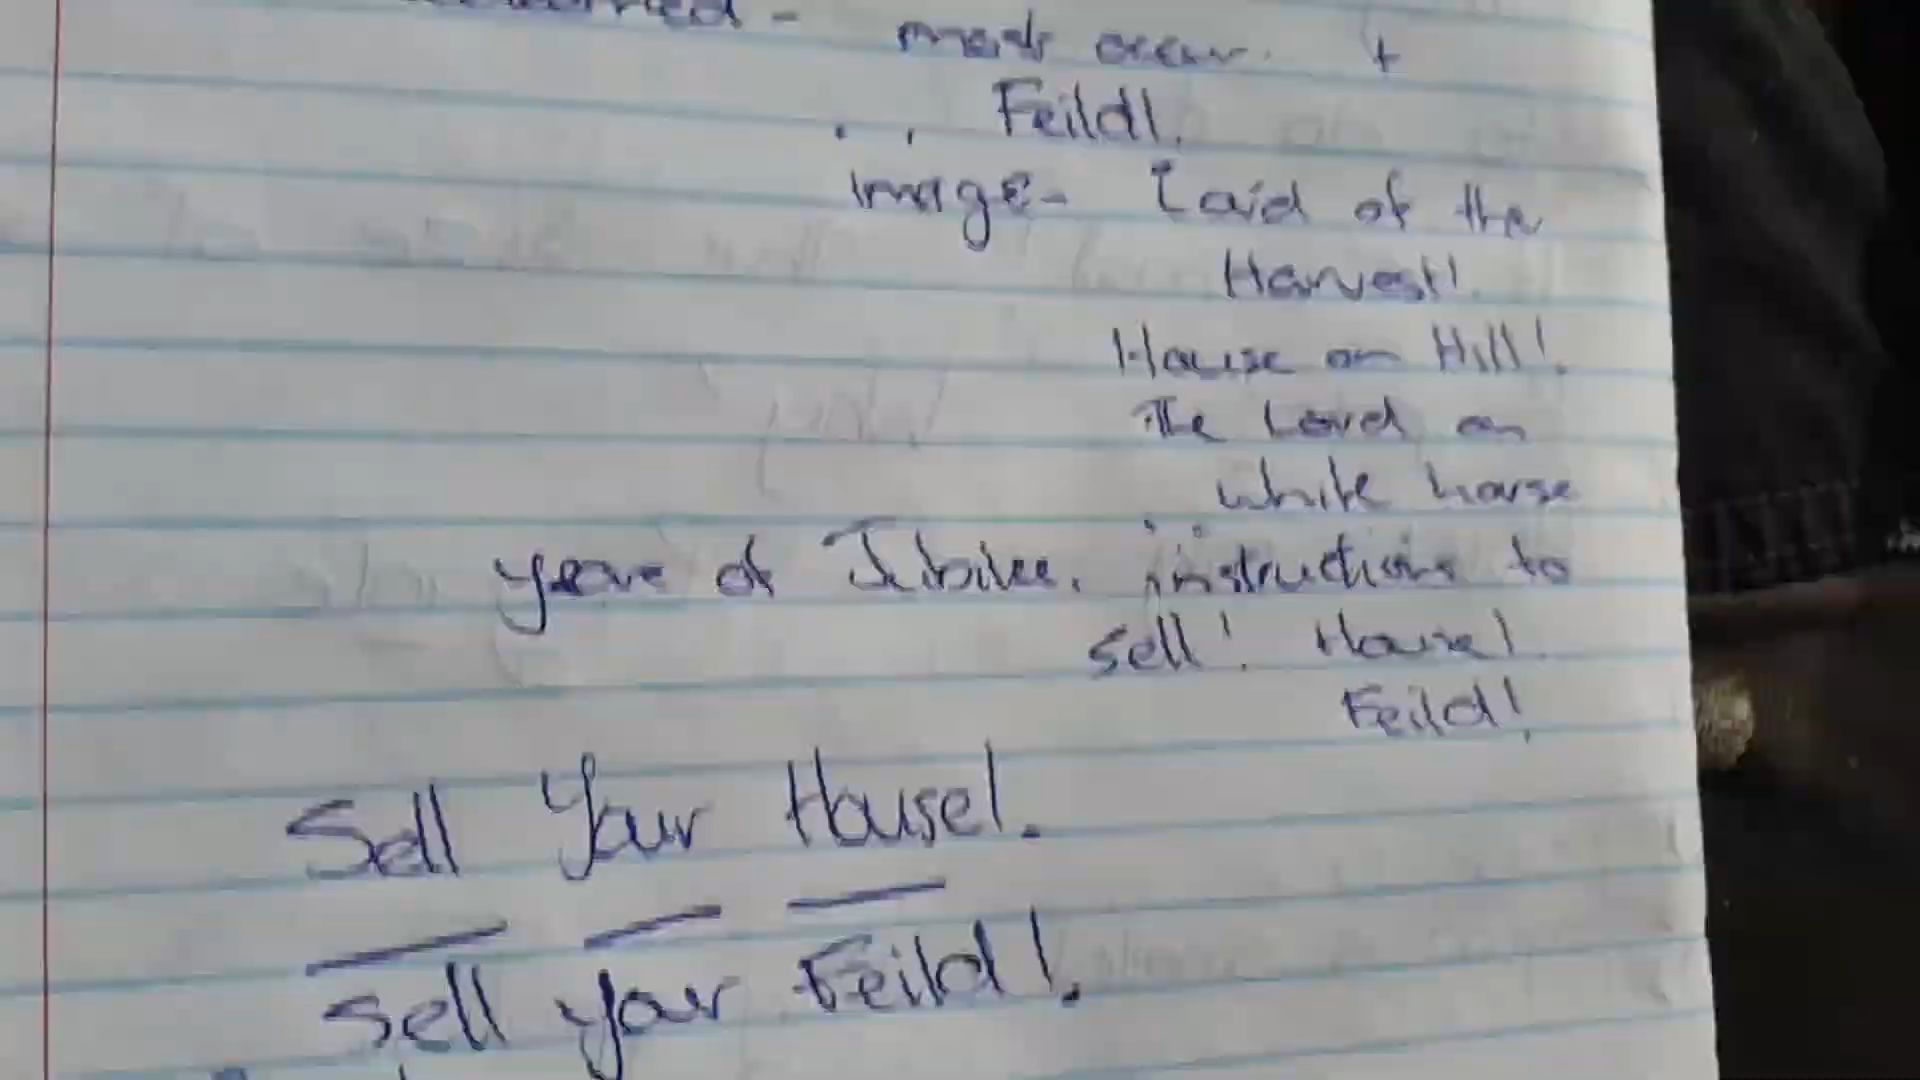 Feild!.
image- Laid of the
Harvest!.
House on Hill!.
The Lord on
white horse
year of Jubilee. instructions to
sell! House!
Feild!
Sell Your House!.
Sell your Feild!.